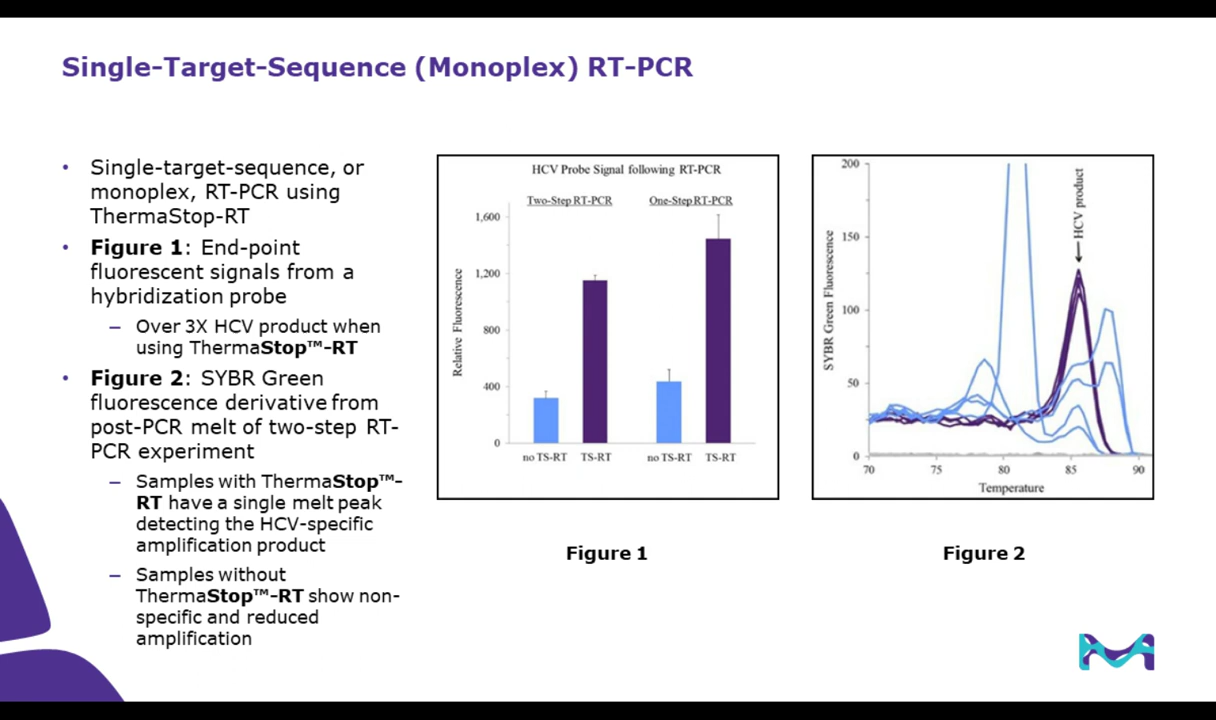 Single-Target-Sequence (Monoplex) RT-PCR
• Single-target-sequence, or
monoplex, RT-PCR using
ThermaStop-RT
• Figure 1: End-point
fluorescent signals from a
hybridization probe
– Over 3X HCV product when
using ThermaStop™-RT
• Figure 2: SYBR Green
fluorescence derivative from
post-PCR melt of two-step RT-
PCR experiment
– Samples with ThermaStop™-
RT have a single melt peak
detecting the HCV-specific
amplification product
– Samples without
ThermaStop™-RT show non-
specific and reduced
amplification
HCV Probe Signal following RT-PCR
Two-Step RT-PCR One-Step RT-PCR
Relative Fluorescence
1,600
1,200
800
400
0
no TS-RT TS-RT no TS-RT TS-RT
Figure 1
SYBR Green Fluorescence
200
150
100
50
0
HCV product
70 75 80 85 90
Temperature
Figure 2